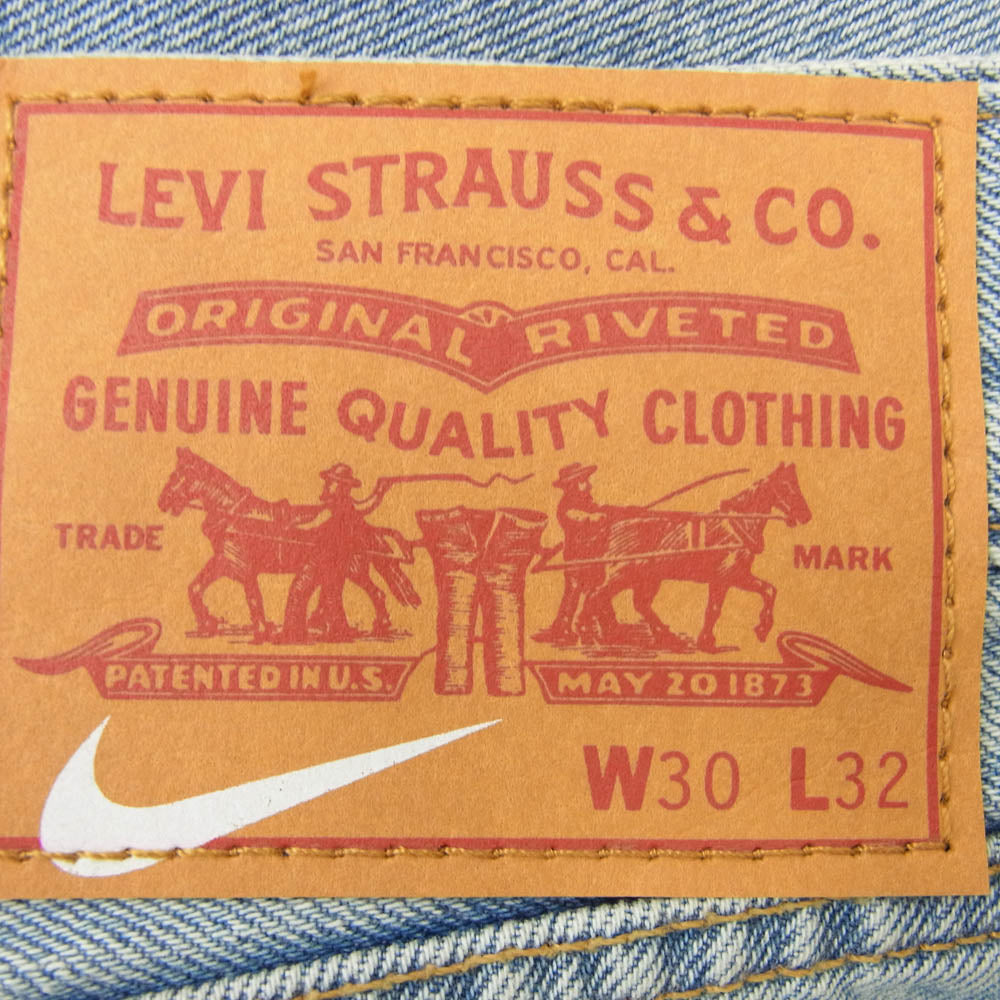 LEVI STRAUSS & CO.
SAN FRANCISCO, CAL.
ORIGINAL RIVETED
GENUINE QUALITY CLOTHING
TRADE MARK
PATENTED IN U.S. MAY 20 1873
W30 L32